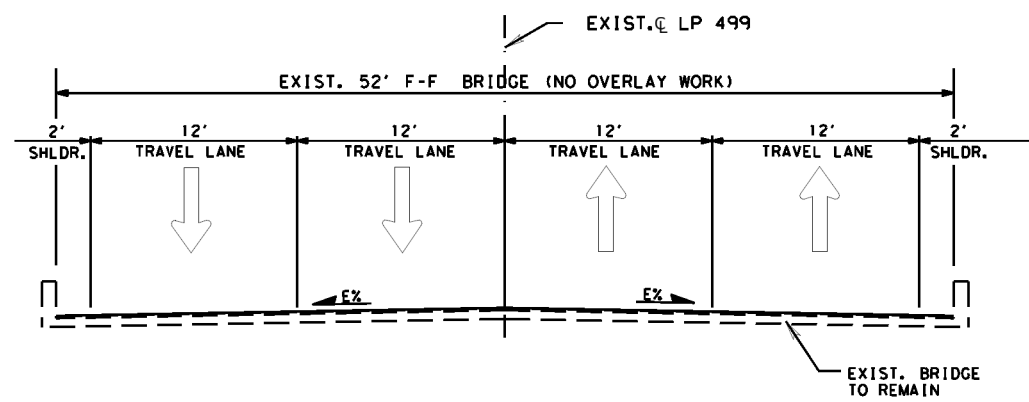 EXIST. ℄ LP 499
EXIST. 52' F-F BRIDGE (NO OVERLAY WORK)
2' 12' 12' 12' 12' 2'
SHLDR. TRAVEL LANE TRAVEL LANE TRAVEL LANE TRAVEL LANE SHLDR.
E% E%
EXIST. BRIDGE
TO REMAIN